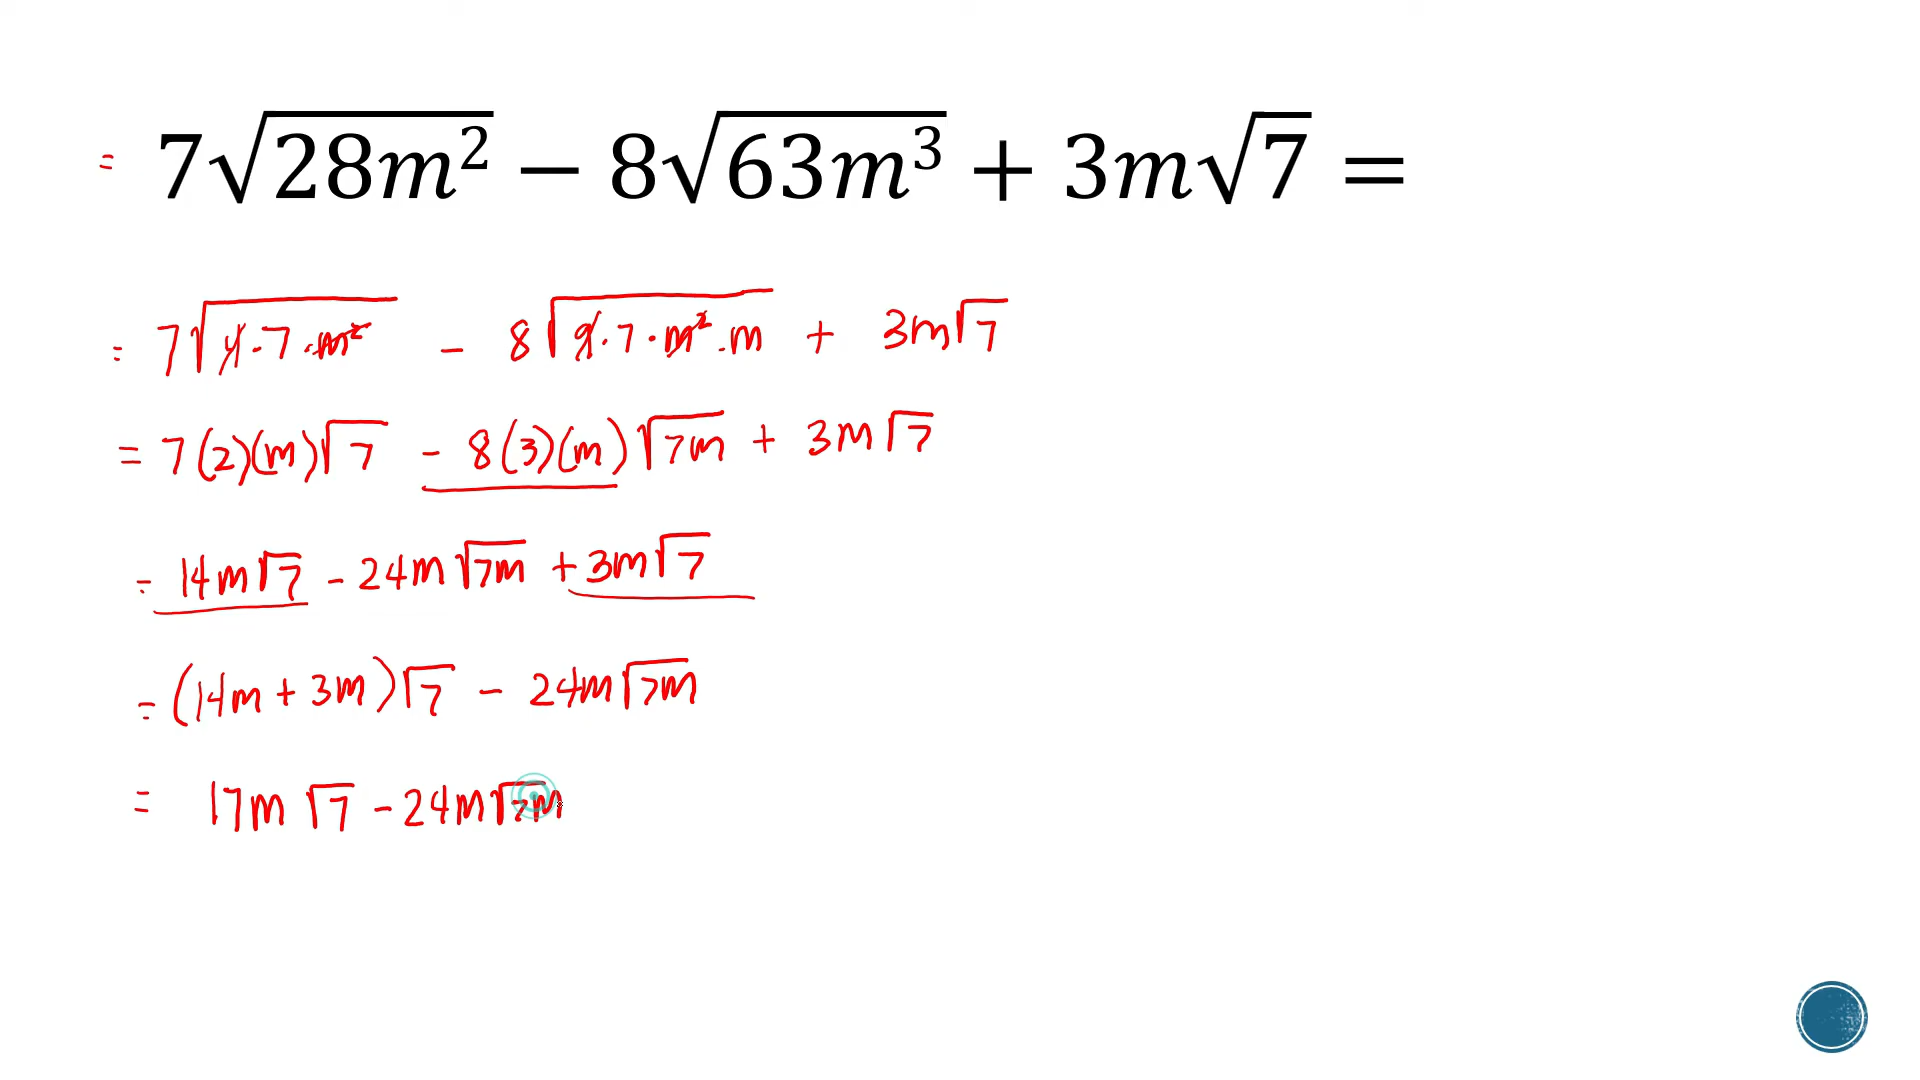 = 7√(28m²) − 8√(63m³) + 3m√7 =
= 7√(4·7·m²) - 8√(9·7·m²·m) + 3m√7
= 7(2)(m)√7 - 8(3)(m)√(7m) + 3m√7
= 14m√7 - 24m√(7m) + 3m√7
= (14m + 3m)√7 - 24m√(7m)
= 17m√7 - 24m√(7m)